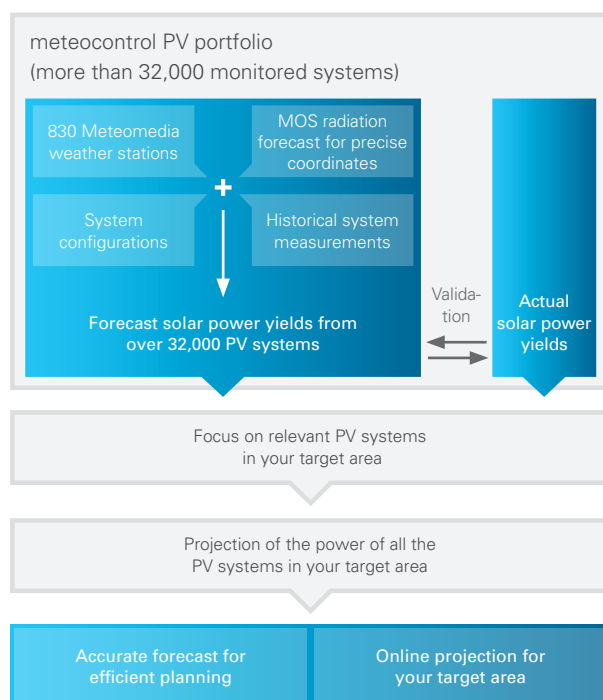 meteocontrol PV portfolio
(more than 32,000 monitored systems)
830 Meteomedia
weather stations
MOS radiation
forecast for precise
coordinates
+
System
configurations
Historical system
measurements
Forecast solar power yields from
over 32,000 PV systems
Valida-
tion
Actual
solar power
yields
Focus on relevant PV systems
in your target area
Projection of the power of all the
PV systems in your target area
Accurate forecast for
efficient planning
Online projection for
your target area